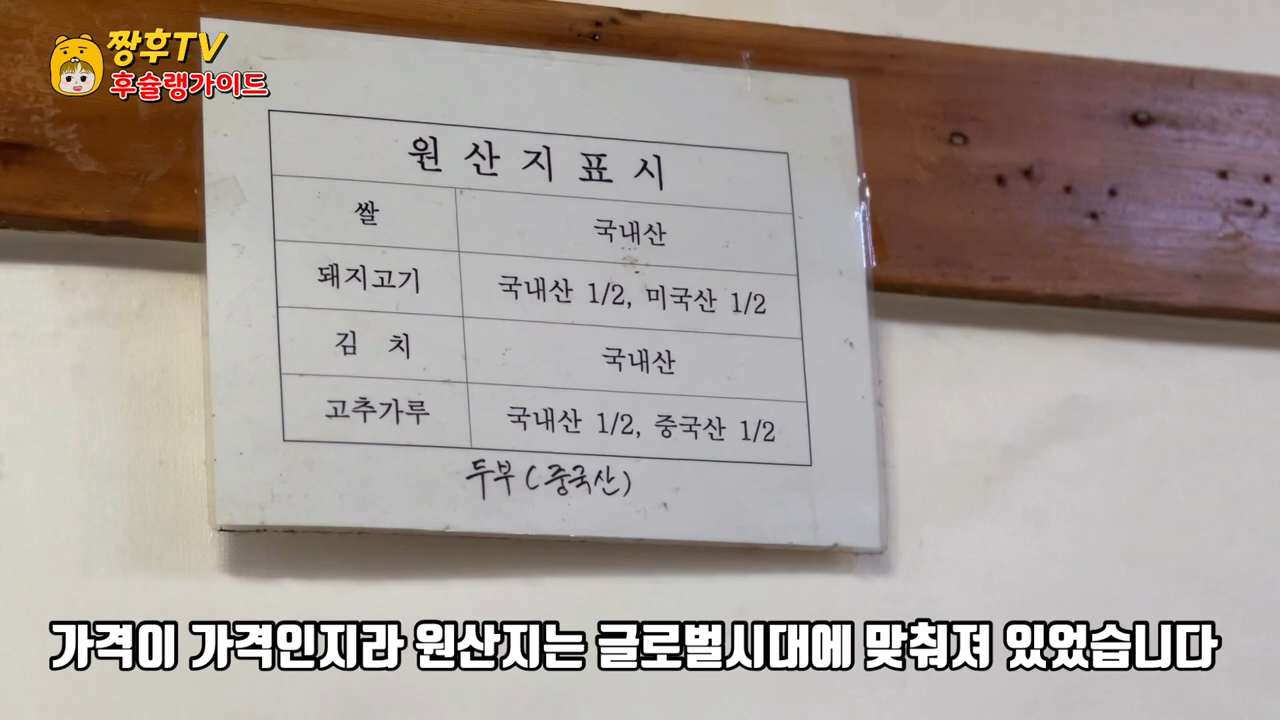 짱후TV
후슐랭가이드
원 산 지 표 시
쌀 국내산
돼지고기 국내산 1/2, 미국산 1/2
김 치 국내산
고추가루 국내산 1/2, 중국산 1/2
두부 (중국산)
가격이 가격인지라 원산지는 글로벌시대에 맞춰져 있었습니다